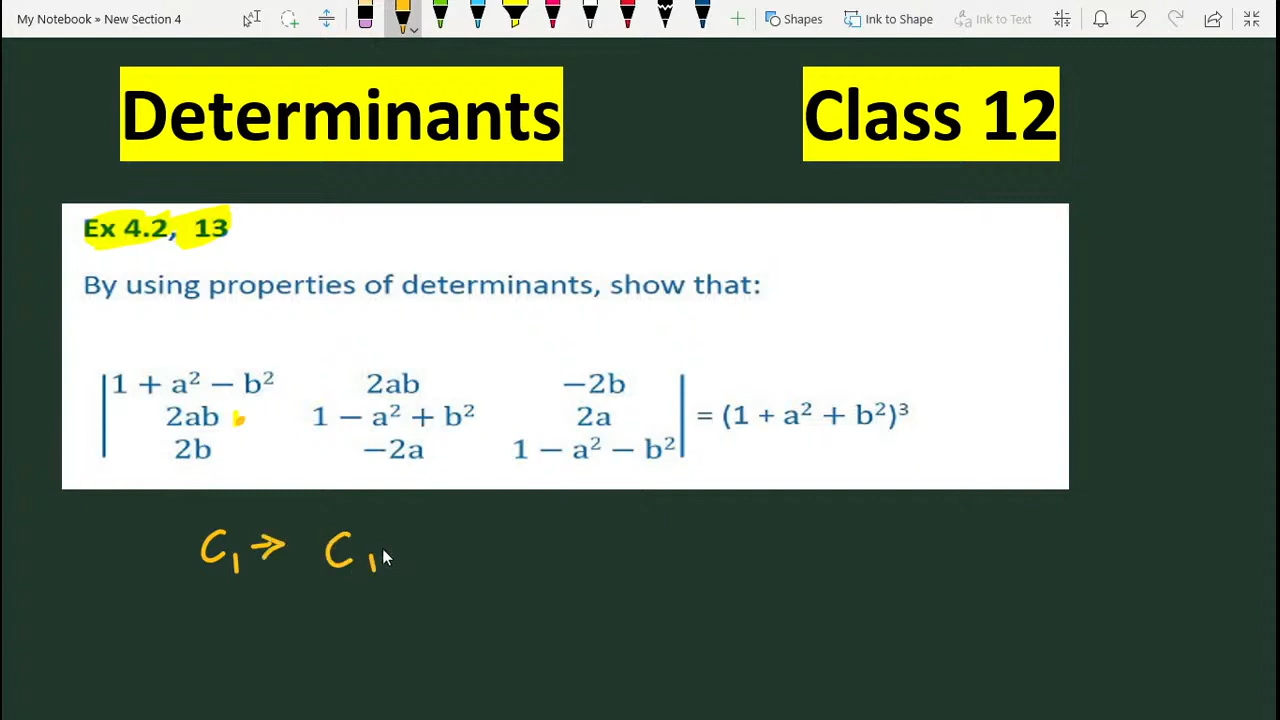 My Notebook » New Section 4
Shapes
Ink to Shape
Ink to Text
Determinants Class 12
Ex 4.2, 13
By using properties of determinants, show that:
|1 + a² − b² 2ab −2b|
|2ab 1 − a² + b² 2a| = (1 + a² + b²)³
|2b −2a 1 − a² − b²|
C₁ → C₁